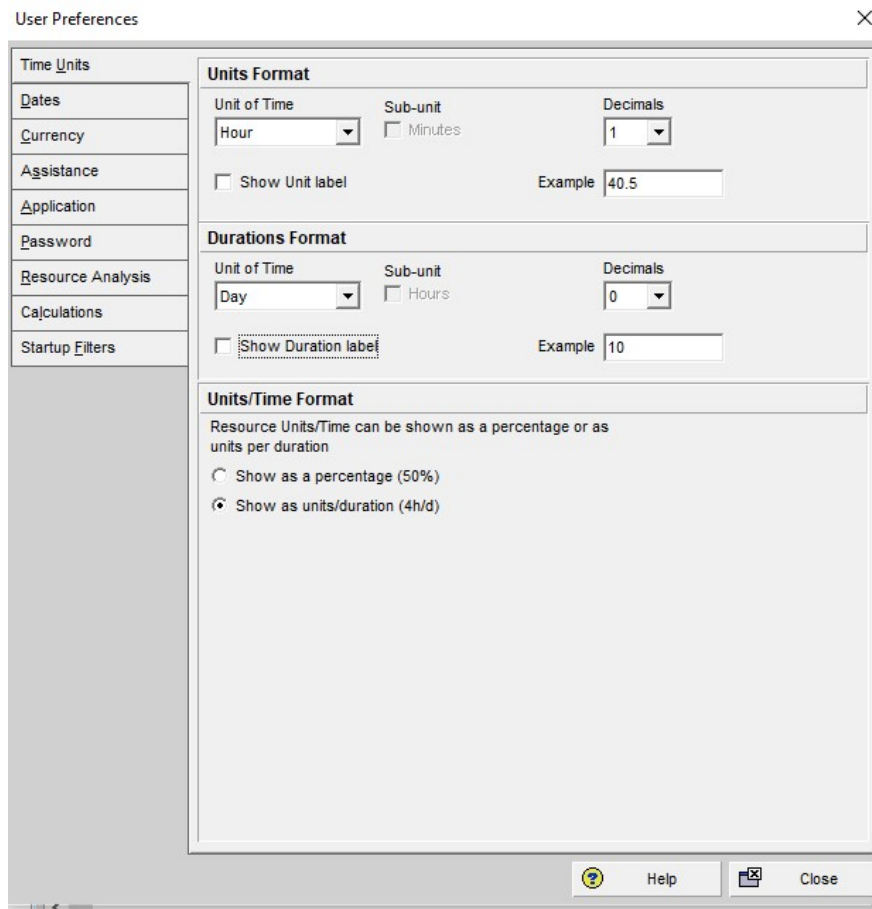 User Preferences
Time Units
Dates
Currency
Assistance
Application
Password
Resource Analysis
Calculations
Startup Filters
Units Format
Unit of Time Sub-unit Decimals
Hour Minutes 1
Show Unit label Example 40.5
Durations Format
Unit of Time Sub-unit Decimals
Day Hours 0
Show Duration label Example 10
Units/Time Format
Resource Units/Time can be shown as a percentage or as
units per duration
Show as a percentage (50%)
Show as units/duration (4h/d)
Help Close